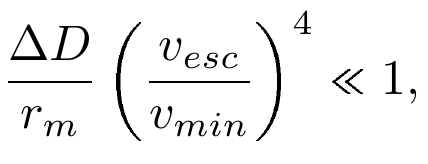 \frac{\Delta D}{r_m} \left( \frac{v_{esc}}{v_{min}} \right)^4 \ll 1,